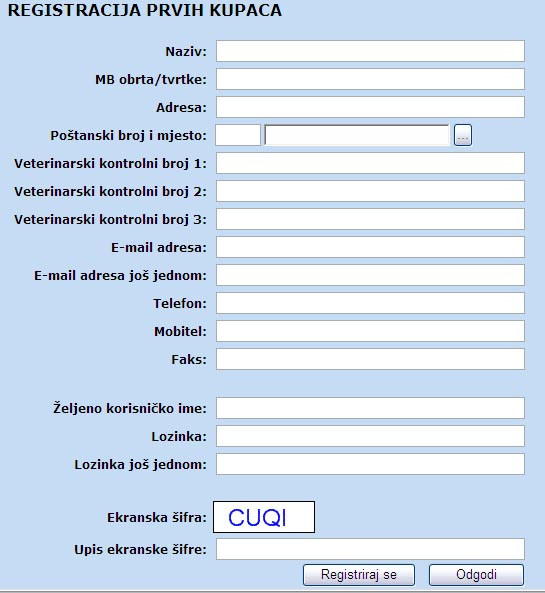 REGISTRACIJA PRVIH KUPACA
Naziv:
MB obrta/tvrtke:
Adresa:
Poštanski broj i mjesto: ...
Veterinarski kontrolni broj 1:
Veterinarski kontrolni broj 2:
Veterinarski kontrolni broj 3:
E-mail adresa:
E-mail adresa još jednom:
Telefon:
Mobitel:
Faks:
Željeno korisničko ime:
Lozinka:
Lozinka još jednom:
Ekranska šifra: CUQI
Upis ekranske šifre:
Registriraj se Odgodi